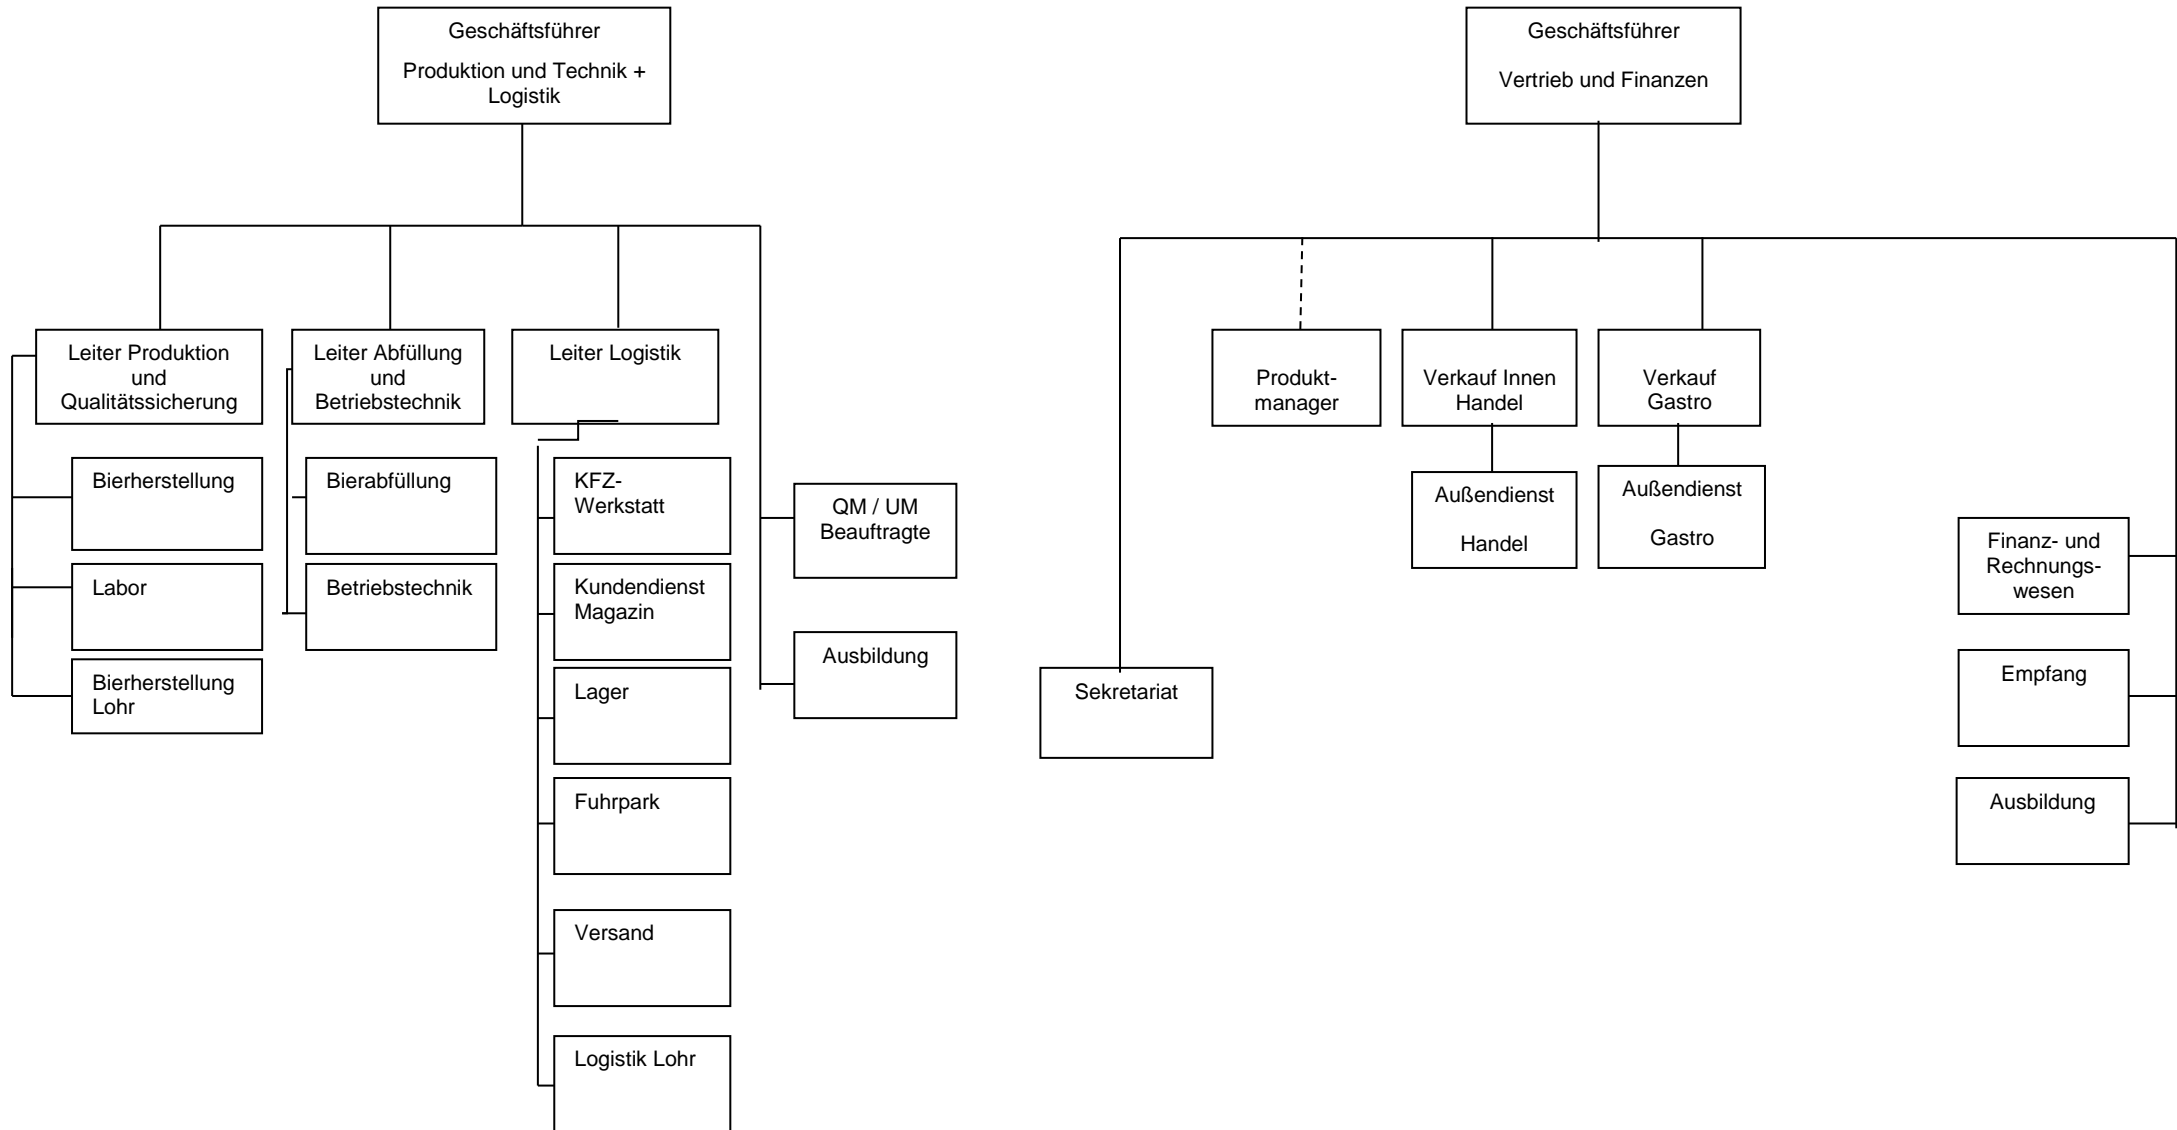 Geschäftsführer
Produktion und Technik +
Logistik
Geschäftsführer
Vertrieb und Finanzen
Leiter Produktion
und
Qualitätssicherung
Leiter Abfüllung
und
Betriebstechnik
Leiter Logistik
Produkt-
manager
Verkauf Innen
Handel
Verkauf
Gastro
Bierherstellung
Labor
Bierherstellung
Lohr
Bierabfüllung
Betriebstechnik
KFZ-
Werkstatt
Kundendienst
Magazin
Lager
Fuhrpark
Versand
Logistik Lohr
QM / UM
Beauftragte
Ausbildung
Sekretariat
Außendienst
Handel
Außendienst
Gastro
Finanz- und
Rechnungs-
wesen
Empfang
Ausbildung